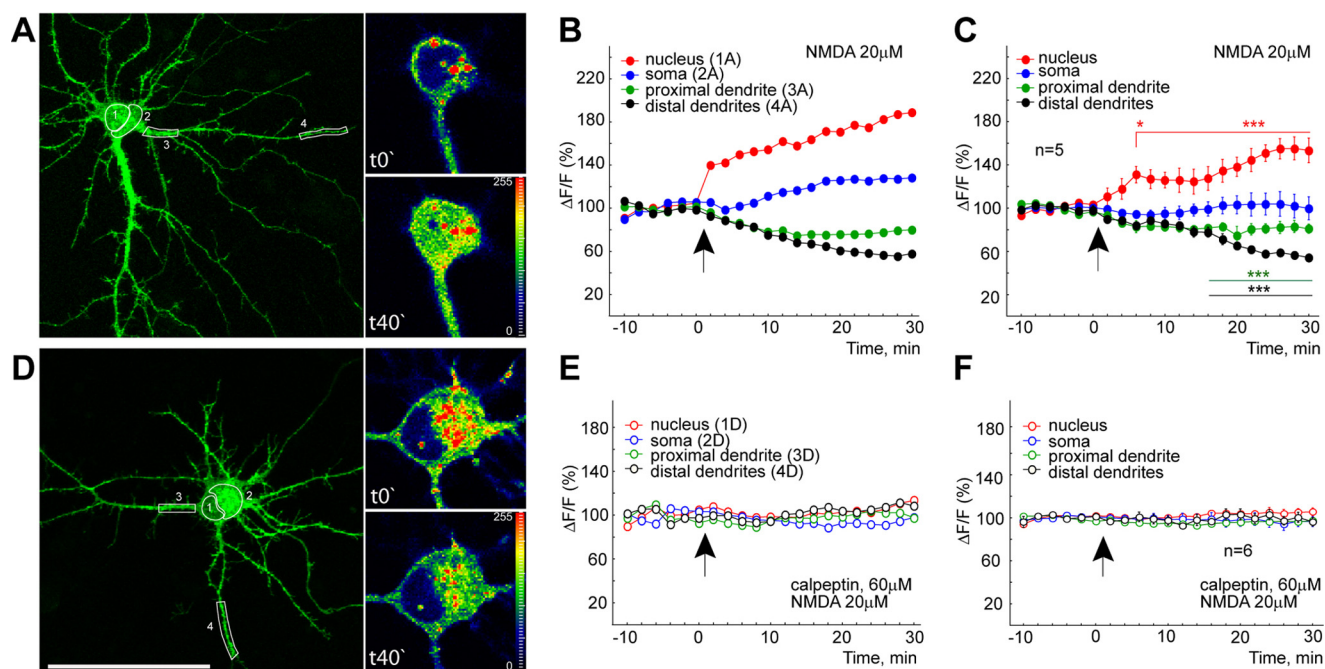 A
1
2
3
4
t0`
255
t40`
0
B
NMDA 20μM
nucleus (1A)
soma (2A)
proximal dendrite (3A)
distal dendrites (4A)
ΔF/F (%)
220
180
140
100
60
20
-10
0
10
20
30
Time, min
C
NMDA 20μM
nucleus
soma
proximal dendrite
distal dendrites
* ***
n=5
ΔF/F (%)
220
180
140
100
60
20
***
***
-10
0
10
20
30
Time, min
D
1
2
3
4
t0`
255
t40`
0
E
nucleus (1D)
soma (2D)
proximal dendrite (3D)
distal dendrites (4D)
ΔF/F (%)
180
140
100
60
20
calpeptin, 60μM
NMDA 20μM
-10
0
10
20
30
Time, min
F
nucleus
soma
proximal dendrite
distal dendrites
ΔF/F (%)
180
140
100
60
20
n=6
calpeptin, 60μM
NMDA 20μM
-10
0
10
20
30
Time, min